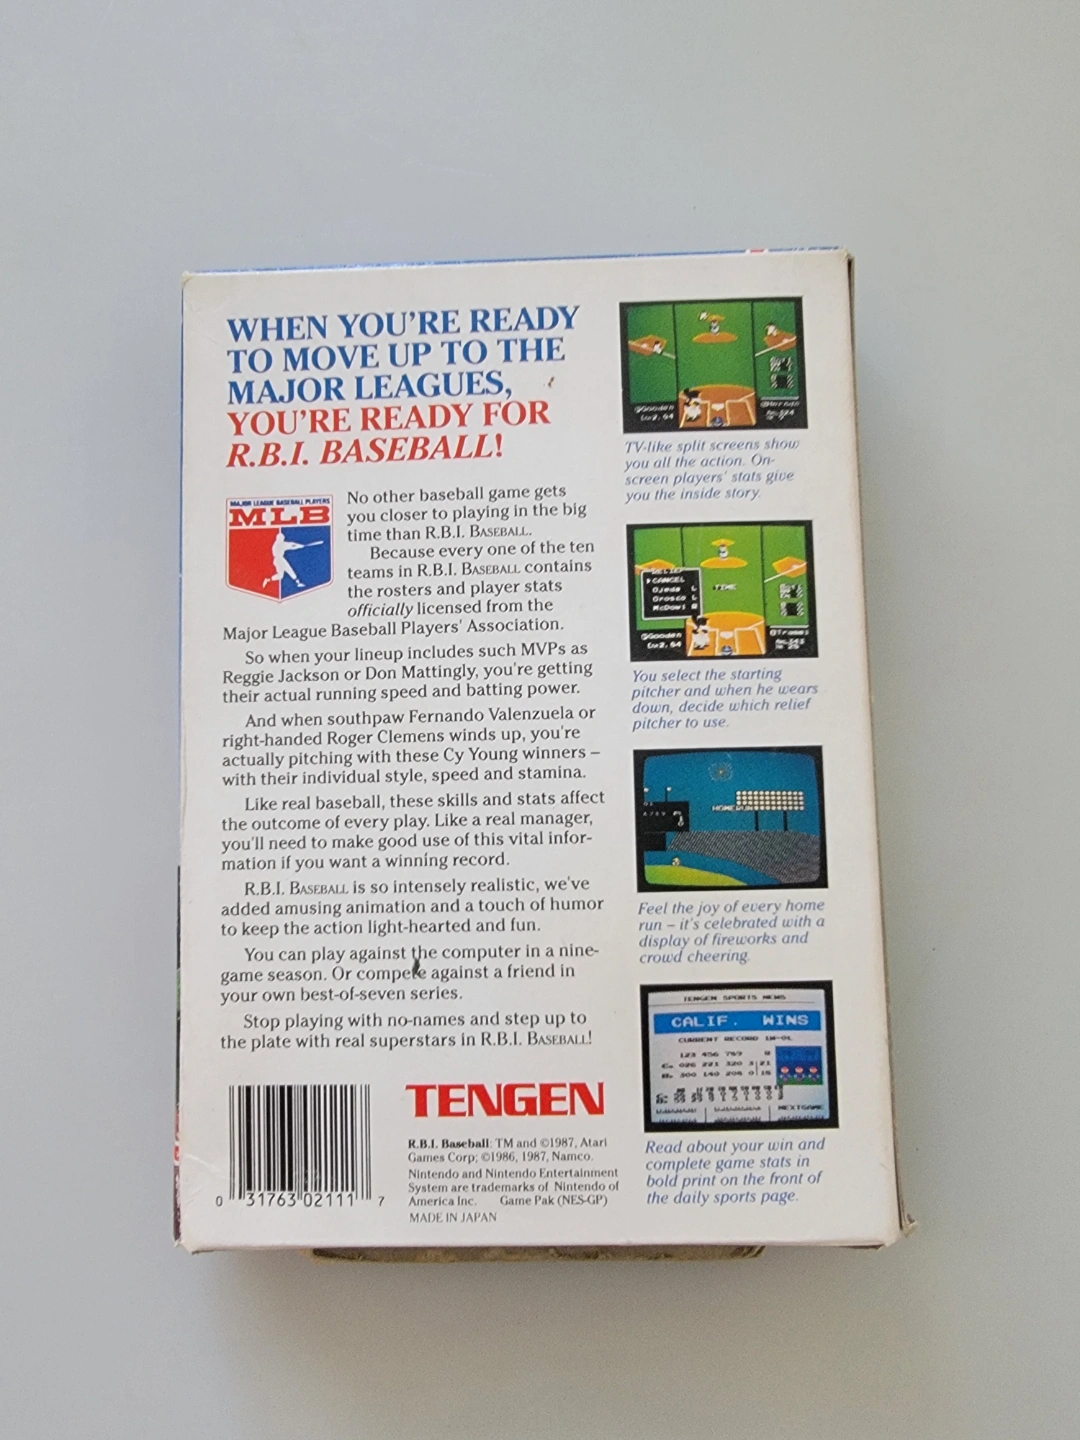 WHEN YOU'RE READY
TO MOVE UP TO THE
MAJOR LEAGUES,
YOU'RE READY FOR
R.B.I. BASEBALL!
MAJOR LEAGUE BASEBALL PLAYERS
MLB
No other baseball game gets
you closer to playing in the big
time than R.B.I. BASEBALL.
Because every one of the ten
teams in R.B.I. BASEBALL contains
the rosters and player stats
officially licensed from the
Major League Baseball Players' Association.
So when your lineup includes such MVPs as
Reggie Jackson or Don Mattingly, you're getting
their actual running speed and batting power.
And when southpaw Fernando Valenzuela or
right-handed Roger Clemens winds up, you're
actually pitching with these Cy Young winners –
with their individual style, speed and stamina.
Like real baseball, these skills and stats affect
the outcome of every play. Like a real manager,
you'll need to make good use of this vital infor-
mation if you want a winning record.
R.B.I. BASEBALL is so intensely realistic, we've
added amusing animation and a touch of humor
to keep the action light-hearted and fun.
You can play against the computer in a nine-
game season. Or compete against a friend in
your own best-of-seven series.
Stop playing with no-names and step up to
the plate with real superstars in R.B.I. BASEBALL!
0 31763 02111 7
TENGEN
R.B.I. Baseball: TM and ©1987, Atari
Games Corp; ©1986, 1987, Namco.
Nintendo and Nintendo Entertainment
System are trademarks of Nintendo of
America Inc. Game Pak (NES-GP)
MADE IN JAPAN
Gooden
TV-like split screens show
you all the action. On-
screen players' stats give
you the inside story.
CANCEL
Ojeda L
Orosco L
McDowl R
TIME
Gooden
You select the starting
pitcher and when he wears
down, decide which relief
pitcher to use.
HOMERUN
Feel the joy of every home
run – it's celebrated with a
display of fireworks and
crowd cheering.
TENGEN SPORTS NEWS
CALIF. WINS
CURRENT RECORD 1W-0L
123 456 789 R
NEXTGAME
Read about your win and
complete game stats in
bold print on the front of
the daily sports page.